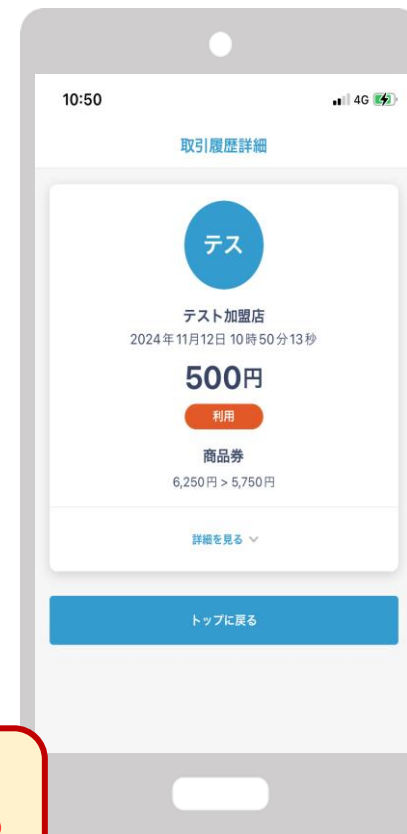 10:50
4G
取引履歴詳細
テス
テスト加盟店
2024年11月12日 10時50分13秒
500円
利用
商品券
6,250円 > 5,750円
詳細を見る
トップに戻る